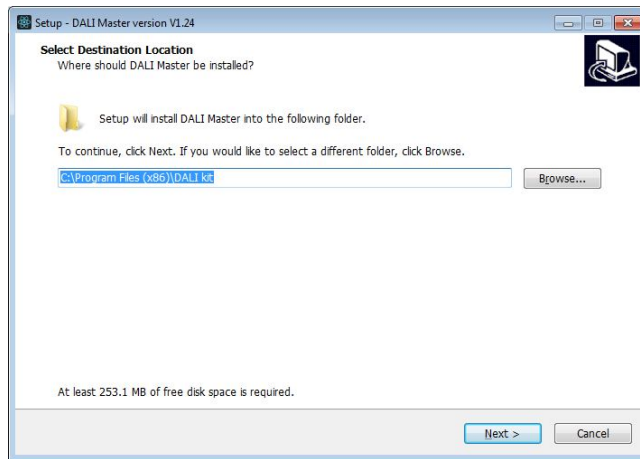 Setup - DALI Master version V1.24
Select Destination Location
Where should DALI Master be installed?
Setup will install DALI Master into the following folder.
To continue, click Next. If you would like to select a different folder, click Browse.
C:\Program Files (x86)\DALI kit
Browse...
At least 253.1 MB of free disk space is required.
Next >
Cancel